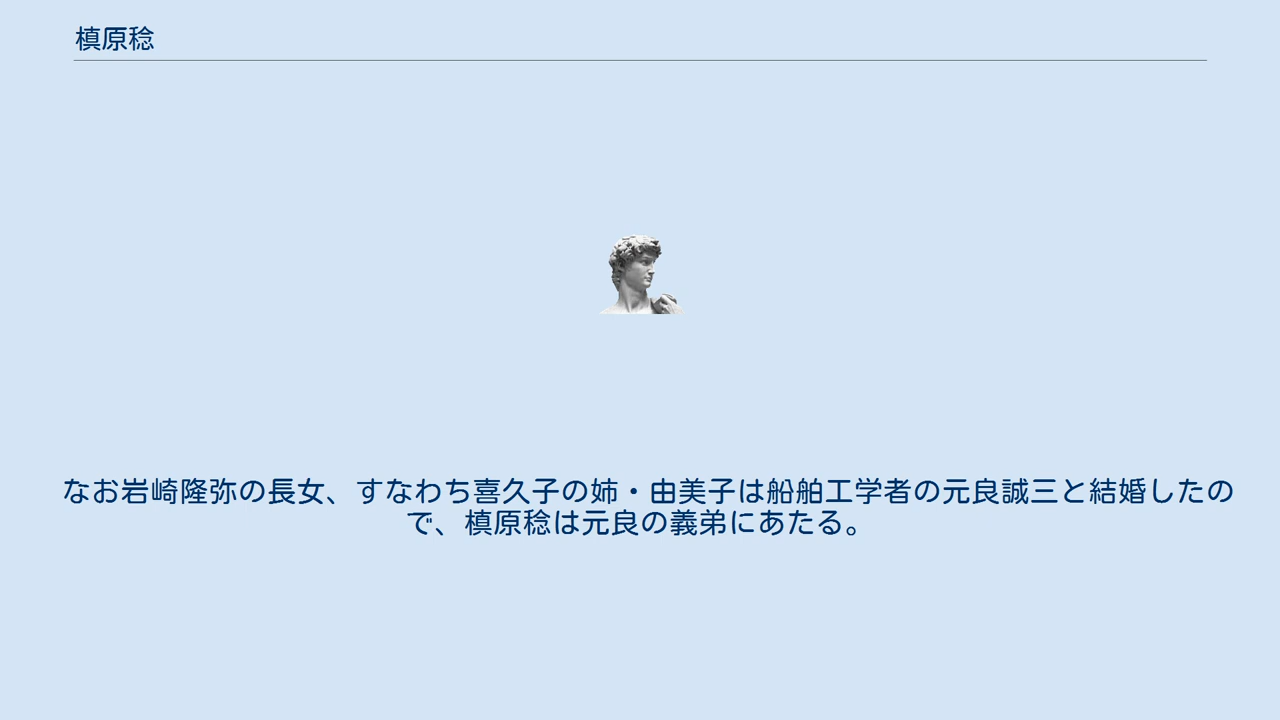 槙原稔
なお岩崎隆弥の長女、すなわち喜久子の姉・由美子は船舶工学者の元良誠三と結婚したの
で、槙原稔は元良の義弟にあたる。